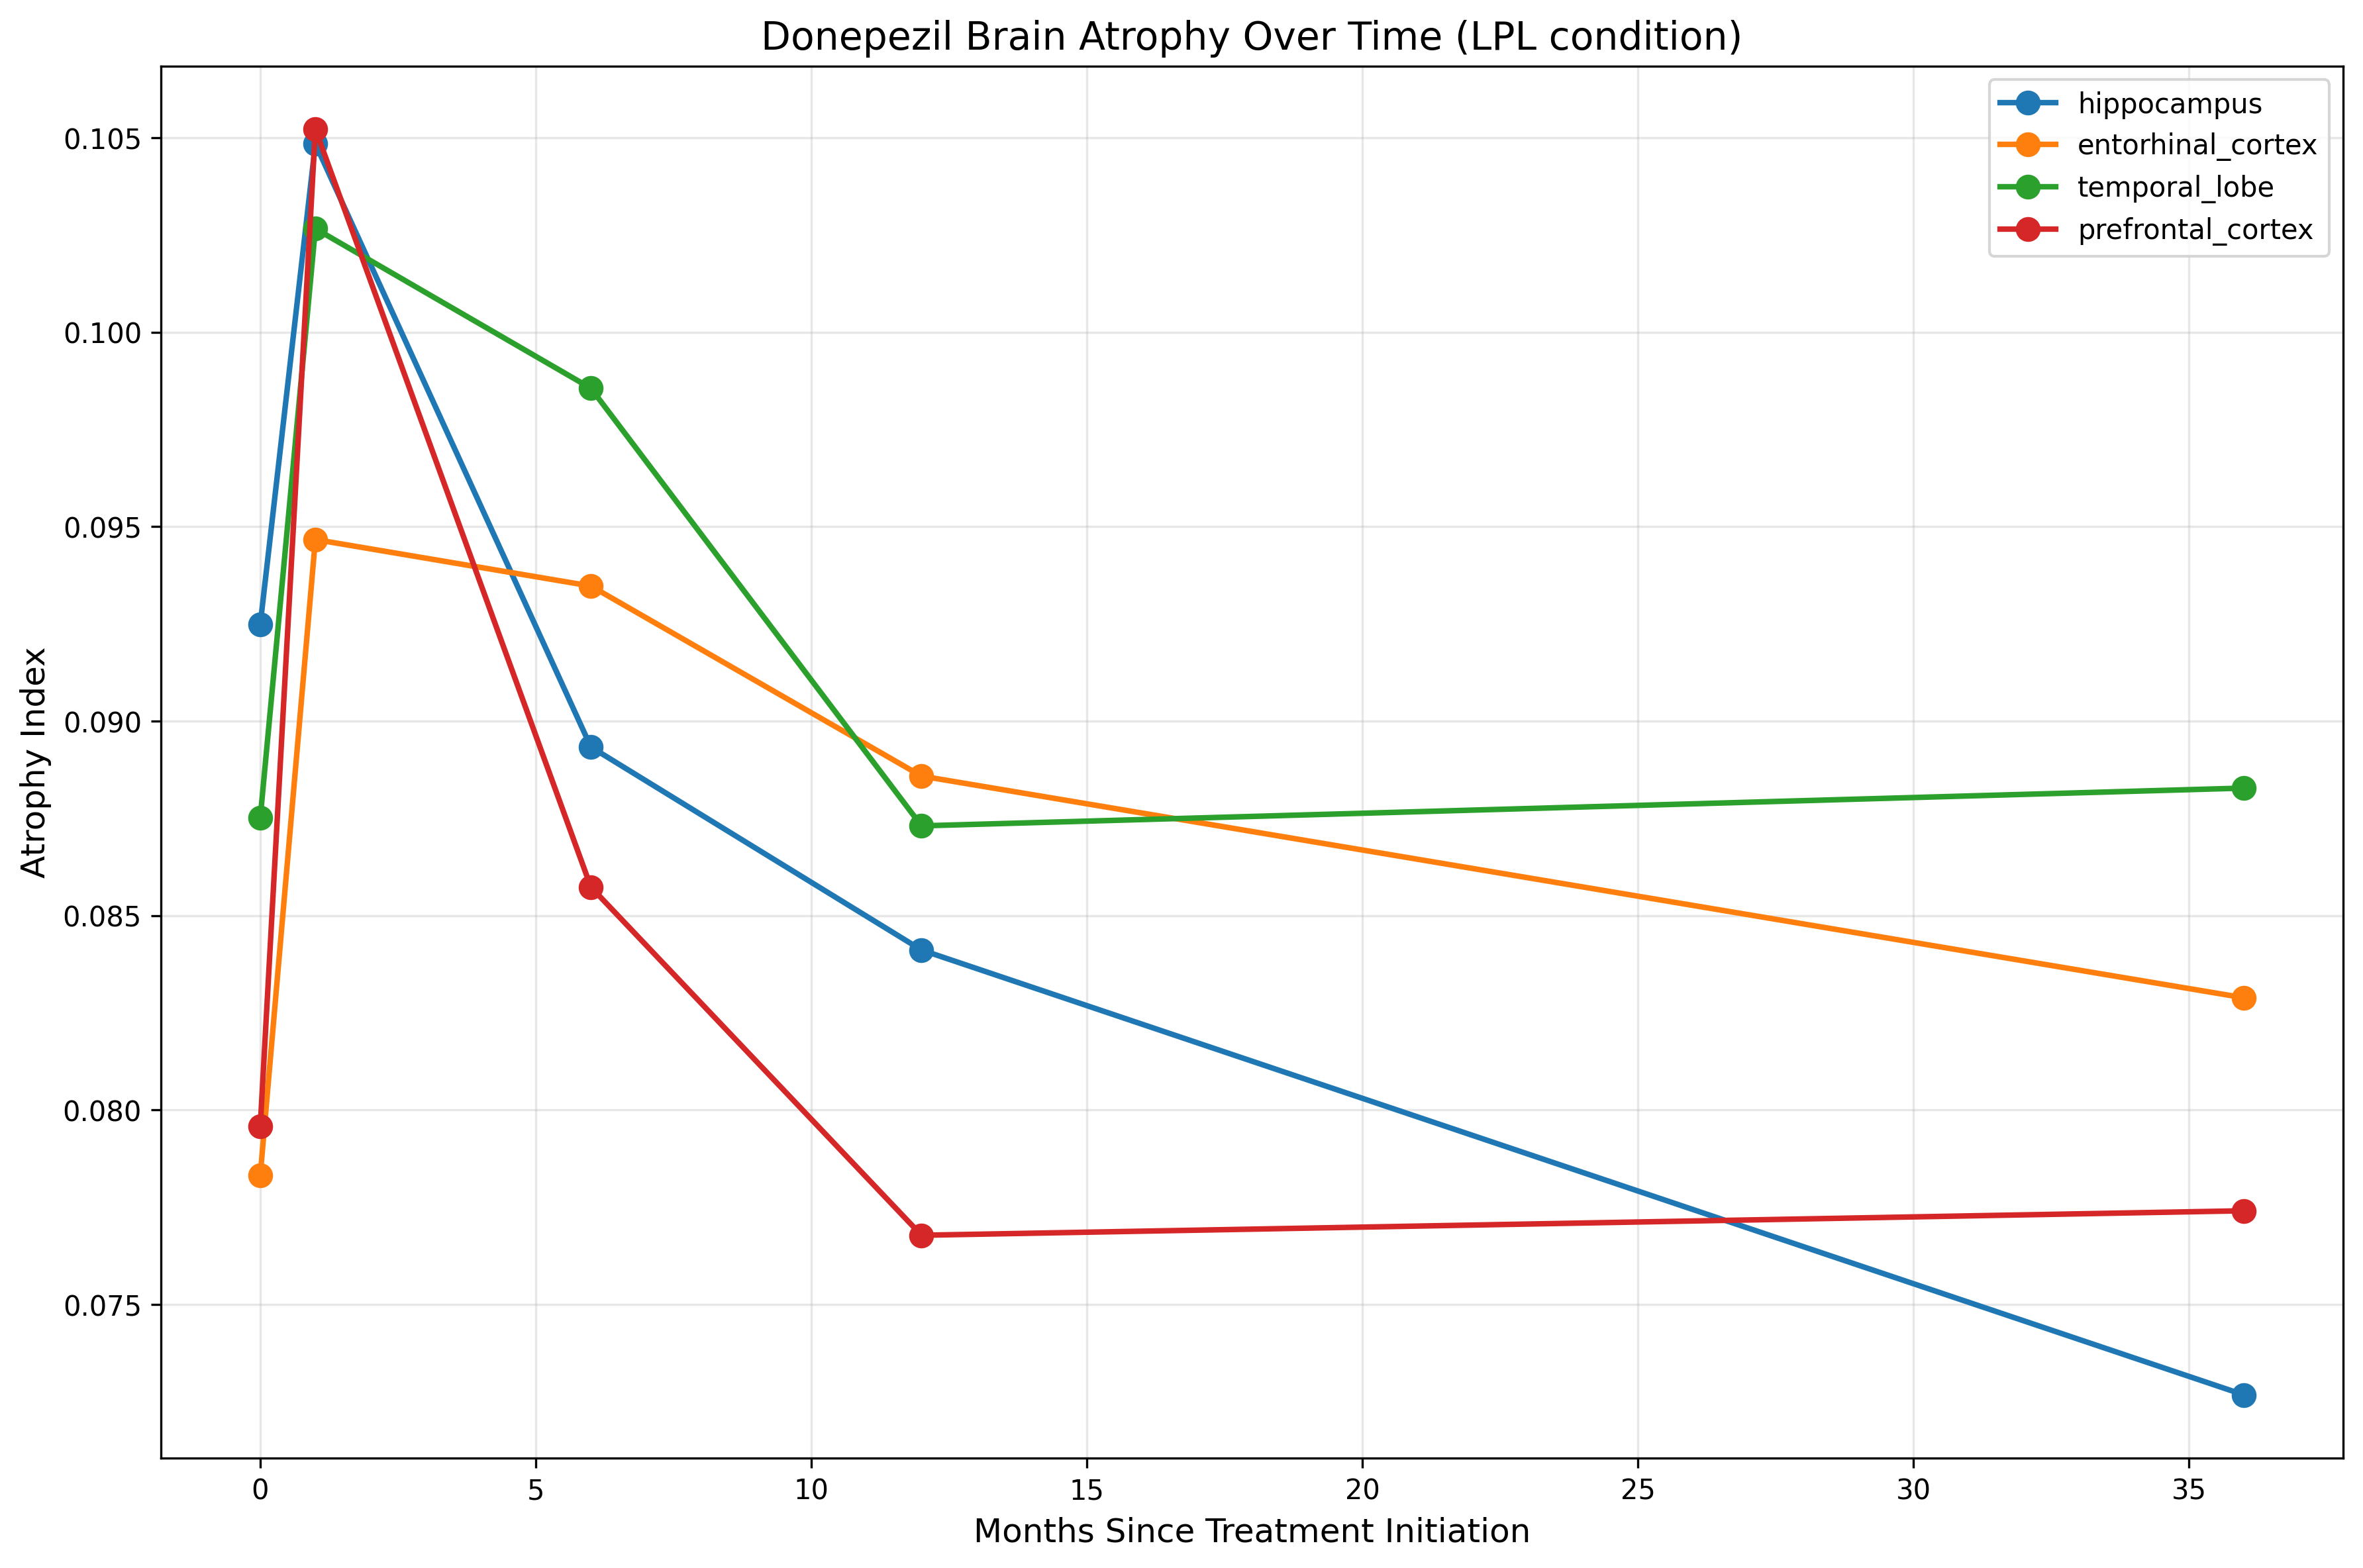 Donepezil Brain Atrophy Over Time (LPL condition)
hippocampus
entorhinal_cortex
temporal_lobe
prefrontal_cortex
0.105
0.100
0.095
0.090
0.085
0.080
0.075
Atrophy Index
0 5 10 15 20 25 30 35
Months Since Treatment Initiation